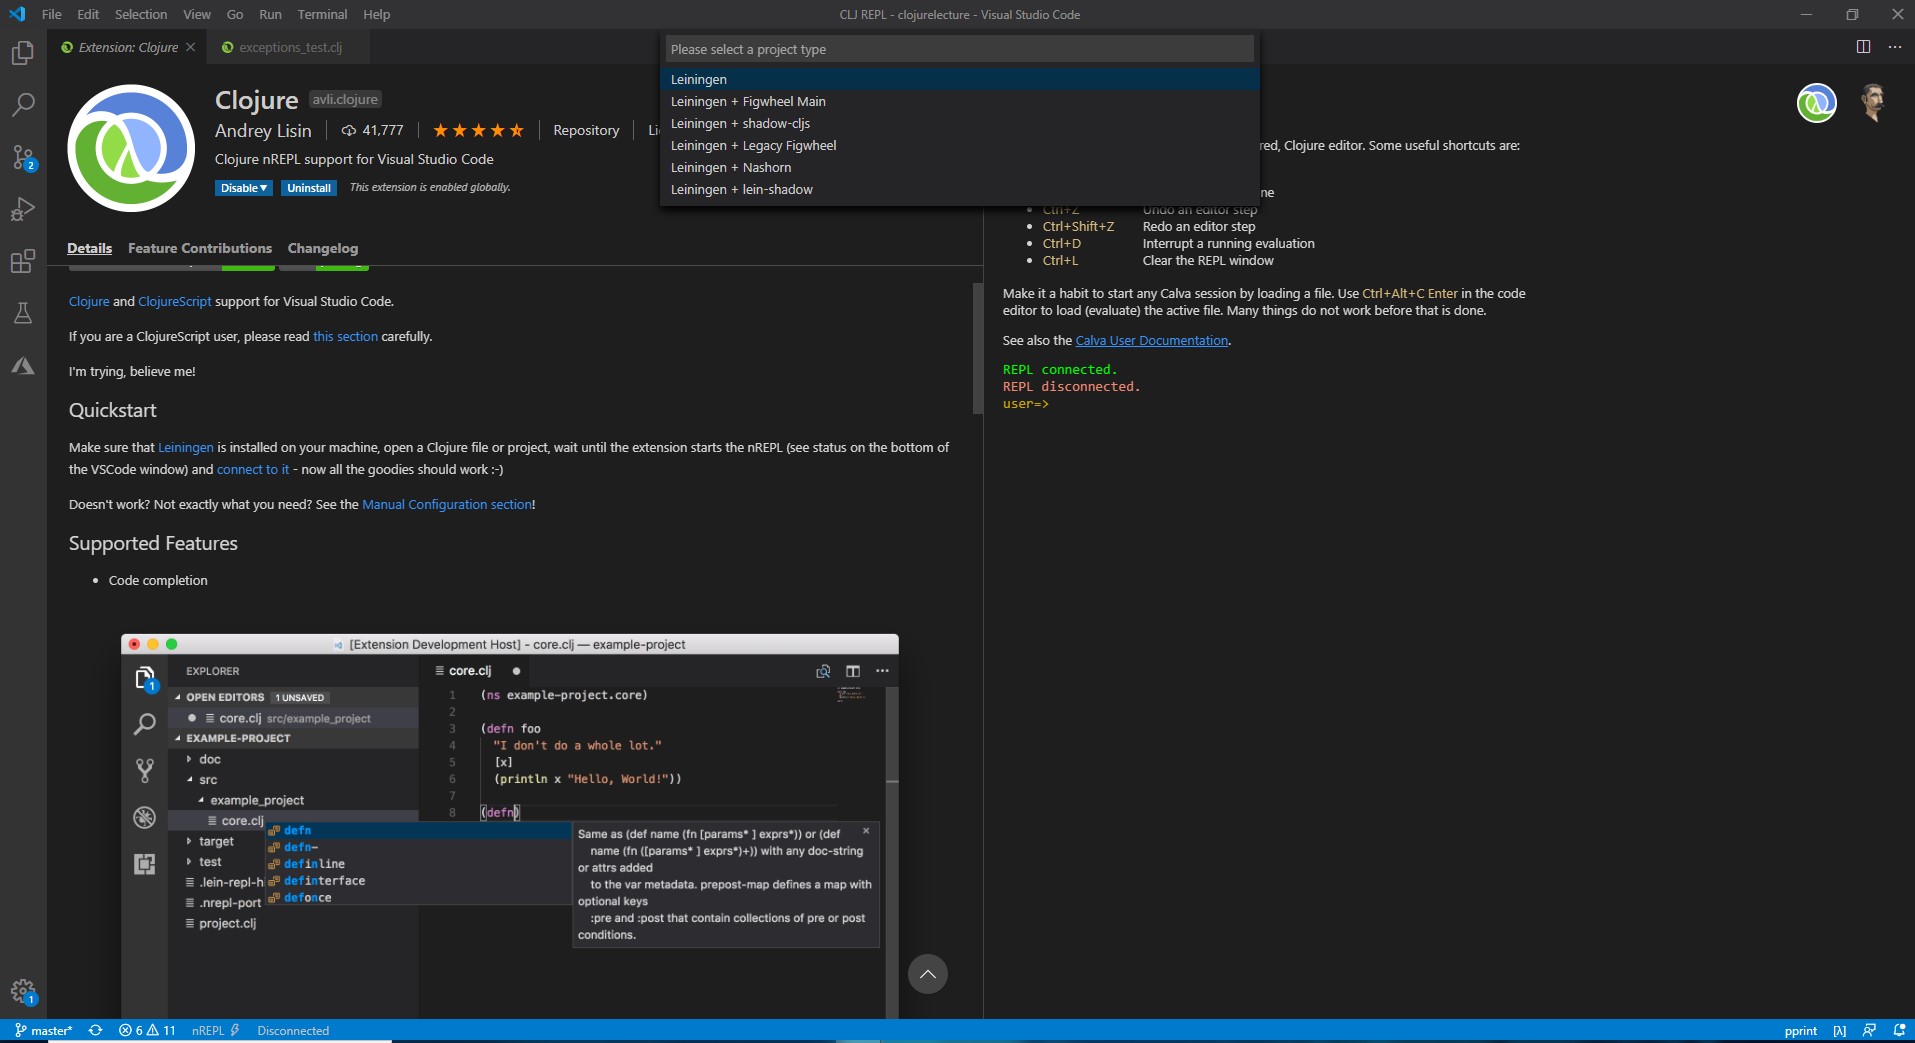 File Edit Selection View Go Run Terminal Help
CLJ REPL - clojurelecture - Visual Studio Code
Extension: Clojure
exceptions_test.clj
Please select a project type
Leiningen
Leiningen + Figwheel Main
Leiningen + shadow-cljs
Leiningen + Legacy Figwheel
Leiningen + Nashorn
Leiningen + lein-shadow
Clojure avli.clojure
Andrey Lisin 41,777 Repository Li
Clojure nREPL support for Visual Studio Code
Disable Uninstall This extension is enabled globally.
Details Feature Contributions Changelog
Clojure and ClojureScript support for Visual Studio Code.
If you are a ClojureScript user, please read this section carefully.
I'm trying, believe me!
Quickstart
Make sure that Leiningen is installed on your machine, open a Clojure file or project, wait until the extension starts the nREPL (see status on the bottom of
the VSCode window) and connect to it - now all the goodies should work :-)
Doesn't work? Not exactly what you need? See the Manual Configuration section!
Supported Features
• Code completion
[Extension Development Host] - core.clj — example-project
EXPLORER
OPEN EDITORS 1 UNSAVED
core.clj src/example_project
EXAMPLE-PROJECT
doc
src
example_project
core.clj
target
test
.lein-repl-hi
.nrepl-port
project.clj
1
core.clj
1 (ns example-project.core)
2
3 (defn foo
4 "I don't do a whole lot."
5 [x]
6 (println x "Hello, World!"))
7
8 (defn)
defn
defn-
definline
definterface
defonce
Same as (def name (fn [params* ] exprs*)) or (def
name (fn ([params* ] exprs*)+)) with any doc-string
or attrs added
to the var metadata. prepost-map defines a map with
optional keys
:pre and :post that contain collections of pre or post
conditions.
red, Clojure editor. Some useful shortcuts are:
ne
• Ctrl+Z Undo an editor step
• Ctrl+Shift+Z Redo an editor step
• Ctrl+D Interrupt a running evaluation
• Ctrl+L Clear the REPL window
Make it a habit to start any Calva session by loading a file. Use Ctrl+Alt+C Enter in the code
editor to load (evaluate) the active file. Many things do not work before that is done.
See also the Calva User Documentation.
REPL connected.
REPL disconnected.
user=>
2
1
master* 6 11 nREPL Disconnected
pprint [λ]